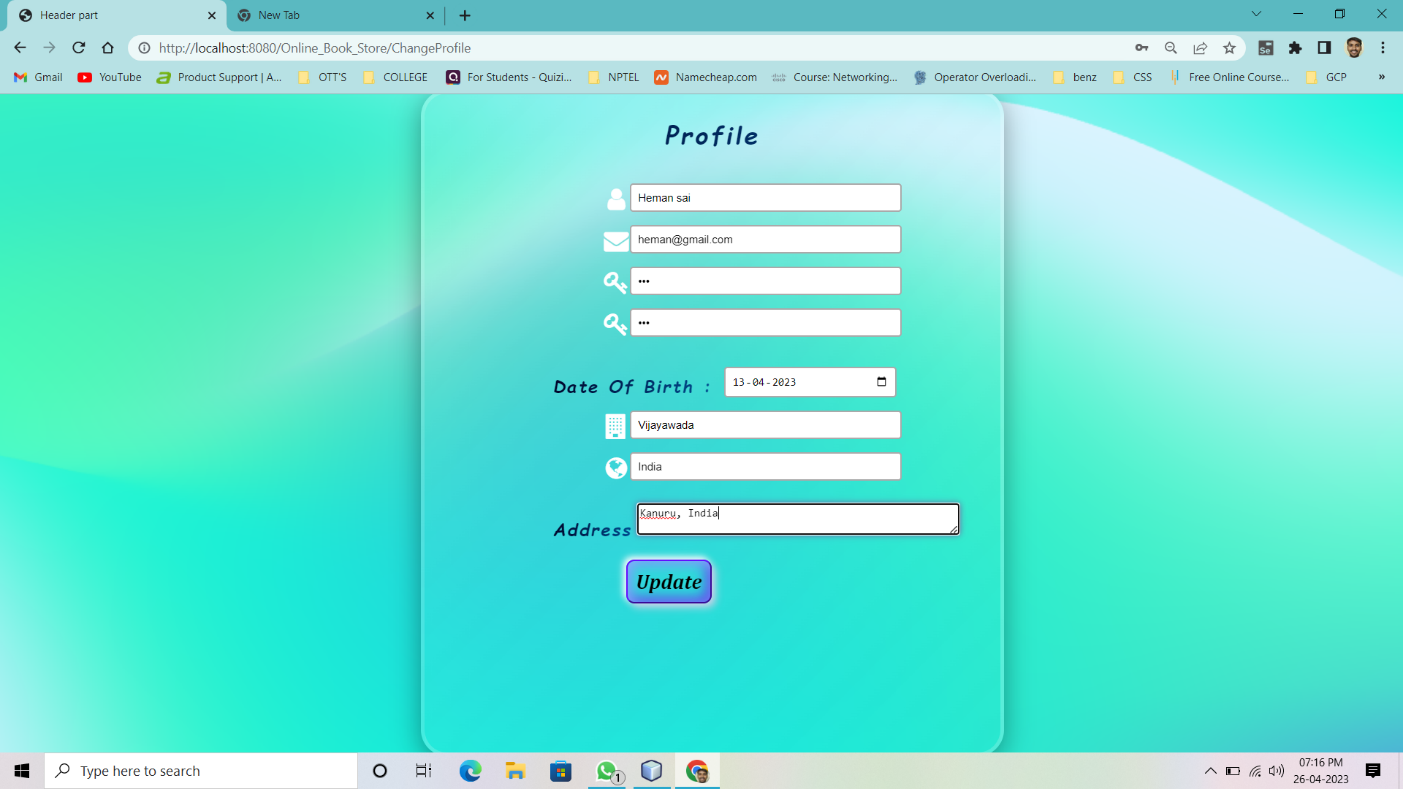 Header part
New Tab
http://localhost:8080/Online_Book_Store/ChangeProfile
Se
Gmail YouTube Product Support | A... OTT'S COLLEGE For Students - Quizi... NPTEL Namecheap.com Course: Networking... Operator Overloadi... benz CSS Free Online Course... GCP »
Profile
Heman sai
heman@gmail.com
•••
•••
Date Of Birth : 13-04-2023
Vijayawada
India
Address Kanuru, India
Update
Type here to search
1
07:16 PM
26-04-2023